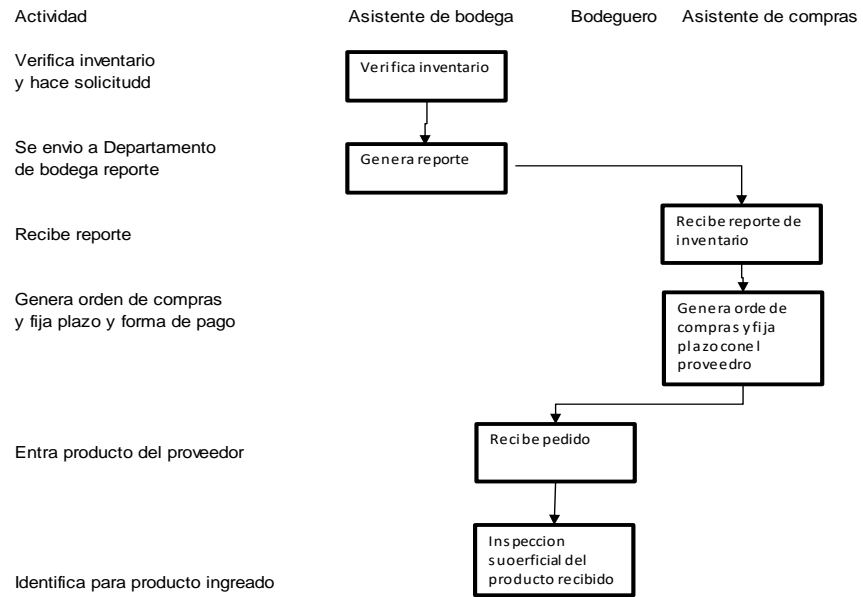 Actividad Asistente de bodega Bodeguero Asistente de compras
Verifica inventario
y hace solicitudd
Verifica inventario
Se envio a Departamento
de bodega reporte
Genera reporte
Recibe reporte
Recibe reporte de
inventario
Genera orden de compras
y fija plazo y forma de pago
Genera orde de
compras y fija
plazo con el
proveedro
Entra producto del proveedor
Recibe pedido
Inspeccion
suoerficial del
producto recibido
Identifica para producto ingreado